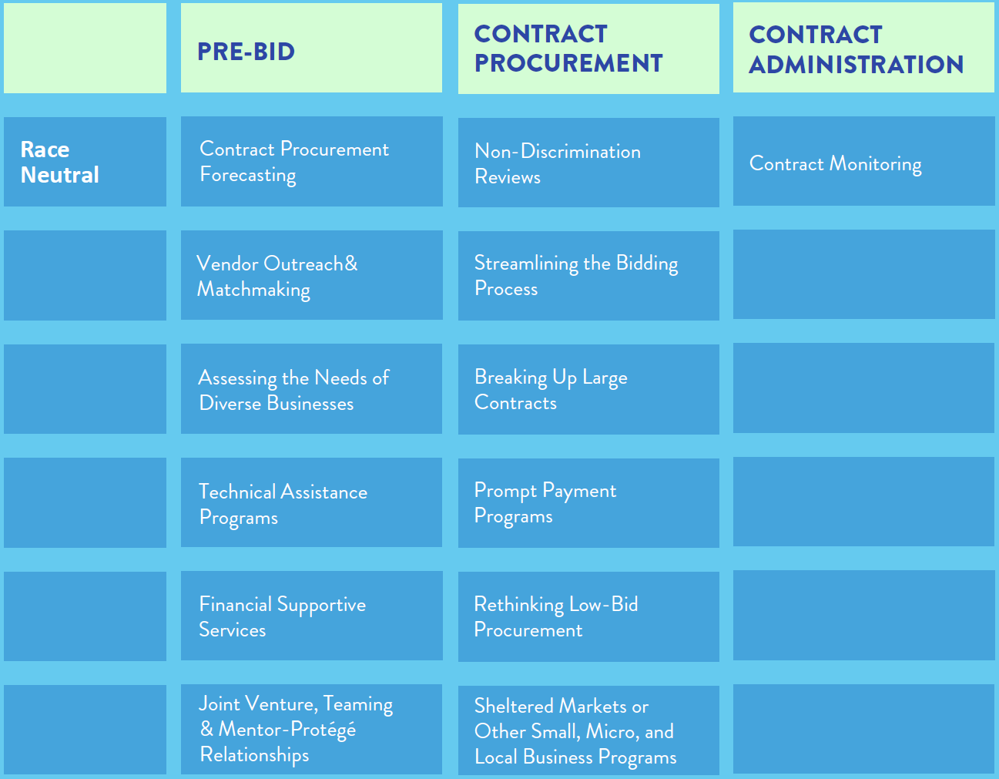 PRE-BID
CONTRACT
PROCUREMENT
CONTRACT
ADMINISTRATION
Race
Neutral
Contract Procurement
Forecasting
Non-Discrimination
Reviews
Contract Monitoring
Vendor Outreach&
Matchmaking
Streamlining the Bidding
Process
Assessing the Needs of
Diverse Businesses
Breaking Up Large
Contracts
Technical Assistance
Programs
Prompt Payment
Programs
Financial Supportive
Services
Rethinking Low-Bid
Procurement
Joint Venture, Teaming
& Mentor-Protégé
Relationships
Sheltered Markets or
Other Small, Micro, and
Local Business Programs